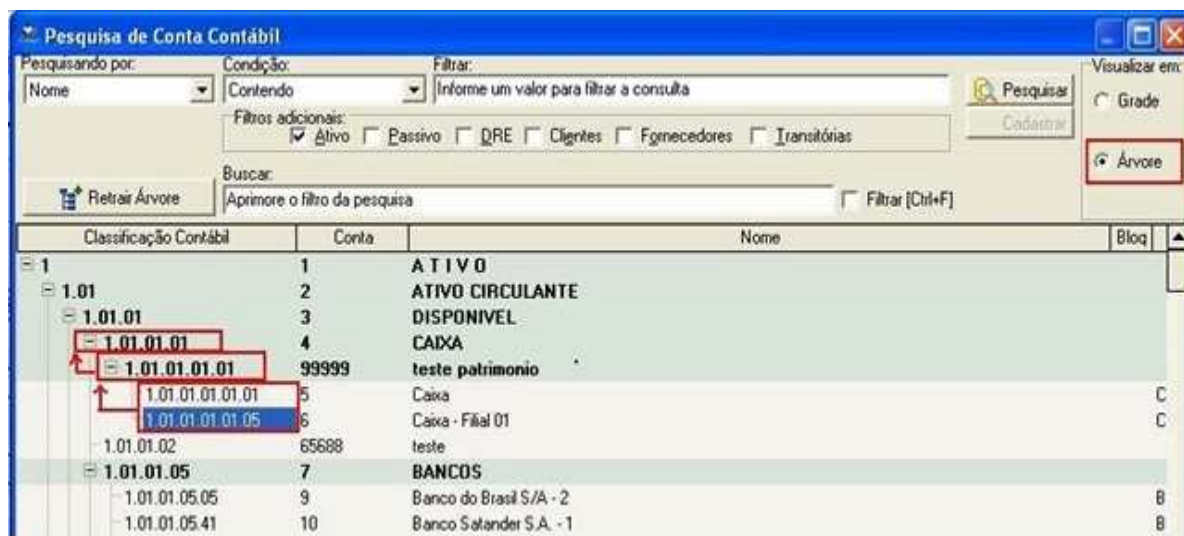 Pesquisa de Conta Contábil
Pesquisando por: Condição: Filtrar: Visualizar em:
Nome Contendo Informe um valor para filtrar a consulta Pesquisar Grade
Filtros adicionais: Cadastrar
Ativo Passivo DRE Clientes Fornecedores Transitórias
Árvore
Buscar:
Retrair Árvore Aprimore o filtro da pesquisa Filtrar [Ctrl+F]
Classificação Contábil Conta Nome Bloq
1 1 A T I V O
1.01 2 ATIVO CIRCULANTE
1.01.01 3 DISPONIVEL
1.01.01.01 4 CAIXA
1.01.01.01.01 99999 teste patrimonio
1.01.01.01.01.01 5 Caixa C
1.01.01.01.01.05 6 Caixa - Filial 01 C
1.01.01.02 65688 teste
1.01.01.05 7 BANCOS
1.01.01.05.05 9 Banco do Brasil S/A - 2 B
1.01.01.05.41 10 Banco Satander S.A. - 1 B